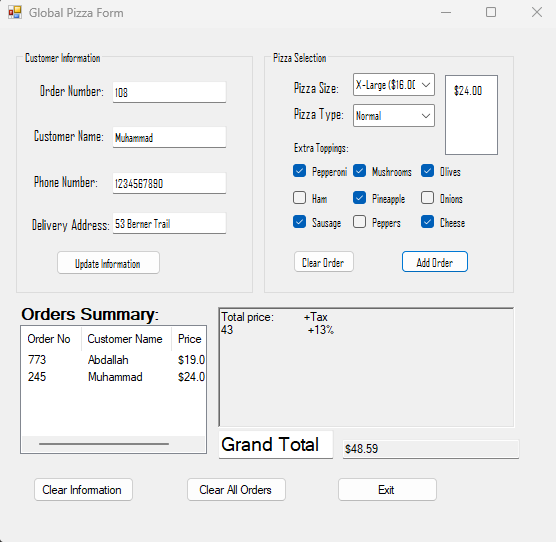 Global Pizza Form
Customer Information
Order Number: 108
Customer Name: Muhammad
Phone Number: 1234567890
Delivery Address: 53 Berner Trail
Update Information
Pizza Selection
Pizza Size: X-Large ($16.00
Pizza Type: Normal
$24.00
Extra Toppings:
Pepperoni Mushrooms Olives
Ham Pineapple Onions
Sausage Peppers Cheese
Clear Order Add Order
Orders Summary:
Order No Customer Name Price
773 Abdallah $19.0
245 Muhammad $24.0
Total price: +Tax
43 +13%
Grand Total $48.59
Clear Information Clear All Orders Exit